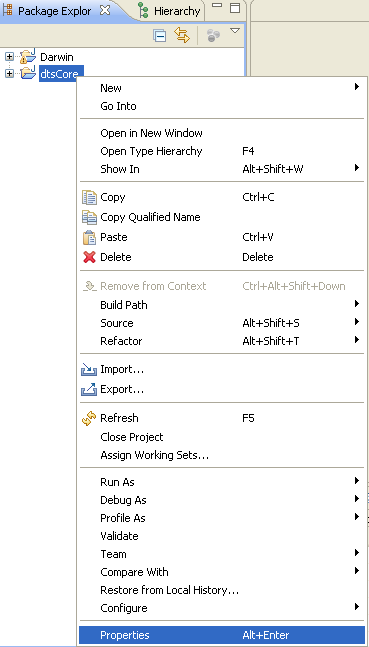 Package Explor Hierarchy
Darwin
dtsCore
New
Go Into
Open in New Window
Open Type Hierarchy F4
Show In Alt+Shift+W
Copy Ctrl+C
Copy Qualified Name
Paste Ctrl+V
Delete Delete
Remove from Context Ctrl+Alt+Shift+Down
Build Path
Source Alt+Shift+S
Refactor Alt+Shift+T
Import...
Export...
Refresh F5
Close Project
Assign Working Sets...
Run As
Debug As
Profile As
Validate
Team
Compare With
Restore from Local History...
Configure
Properties Alt+Enter